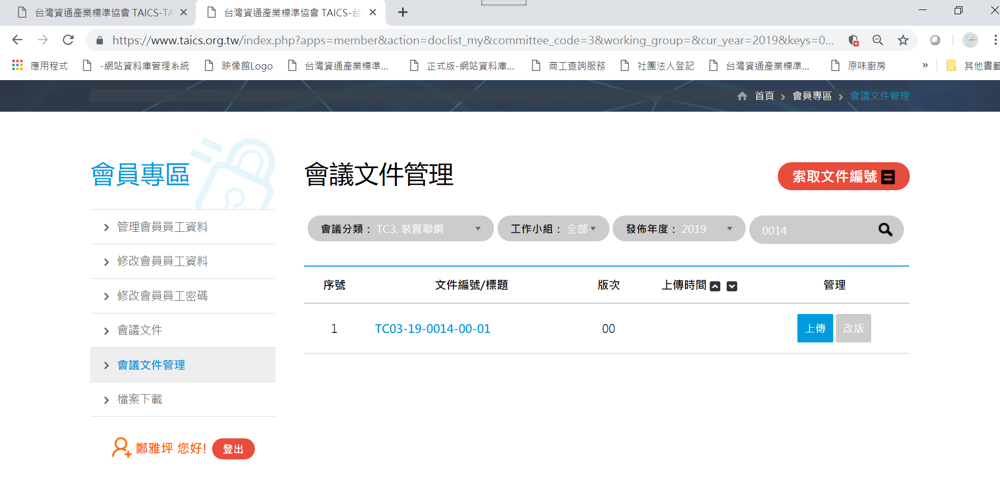 台灣資通產業標準協會 TAICS-TA
台灣資通產業標準協會 TAICS-台
https://www.taics.org.tw/index.php?apps=member&action=doclist_my&committee_code=3&working_group=&cur_year=2019&keys=0...
應用程式
-網站資料庫管理系統
映像館Logo
台灣資通產業標準...
正式版-網站資料庫...
商工查詢服務
社團法人登記
台灣資通產業標準...
原味廚房
»
其他書籤
首頁 > 會員專區 > 會議文件管理
會員專區
管理會員員工資料
修改會員員工資料
修改會員員工密碼
會議文件
會議文件管理
檔案下載
鄭雅坪 您好!
登出
會議文件管理
索取文件編號
會議分類： TC3. 裝置聯網
工作小組： 全部
發佈年度： 2019
0014
序號 文件編號/標題 版次 上傳時間 管理
1 TC03-19-0014-00-01 00 上傳 改版